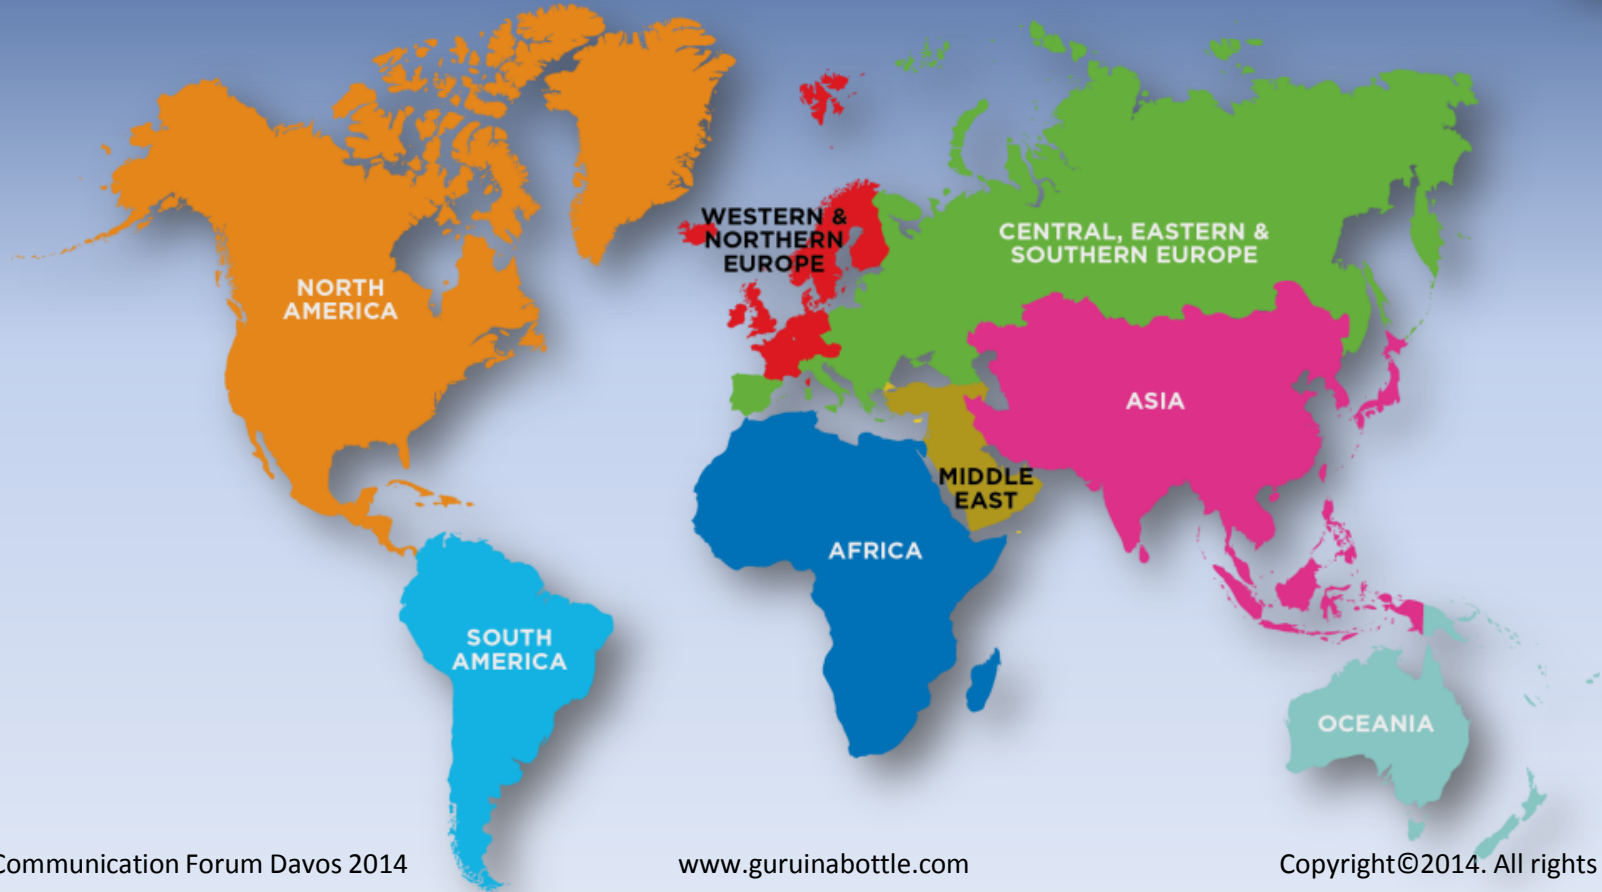 WESTERN &
NORTHERN
EUROPE
CENTRAL, EASTERN &
SOUTHERN EUROPE
NORTH
AMERICA
ASIA
MIDDLE
EAST
AFRICA
SOUTH
AMERICA
OCEANIA
Communication Forum Davos 2014
www.guruinabottle.com
Copyright©2014. All rights